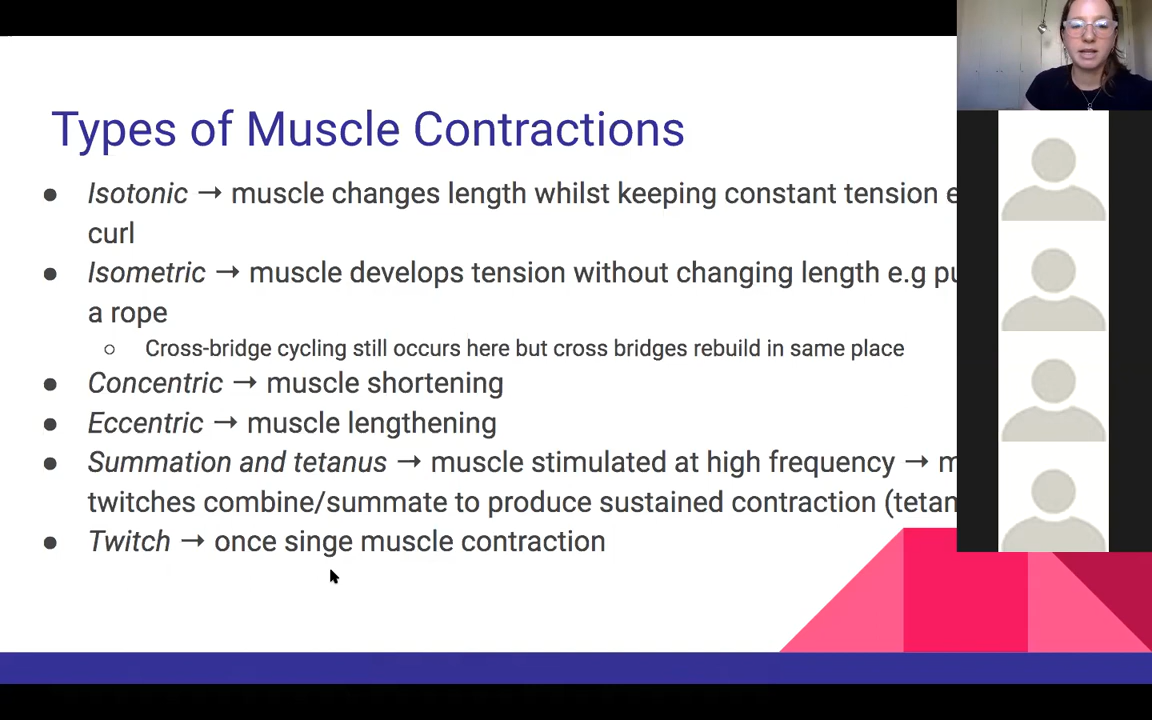 Types of Muscle Contractions
● Isotonic → muscle changes length whilst keeping constant tension
curl
● Isometric → muscle develops tension without changing length e.g
a rope
○ Cross-bridge cycling still occurs here but cross bridges rebuild in same place
● Concentric → muscle shortening
● Eccentric → muscle lengthening
● Summation and tetanus → muscle stimulated at high frequency →
twitches combine/summate to produce sustained contraction
● Twitch → once singe muscle contraction